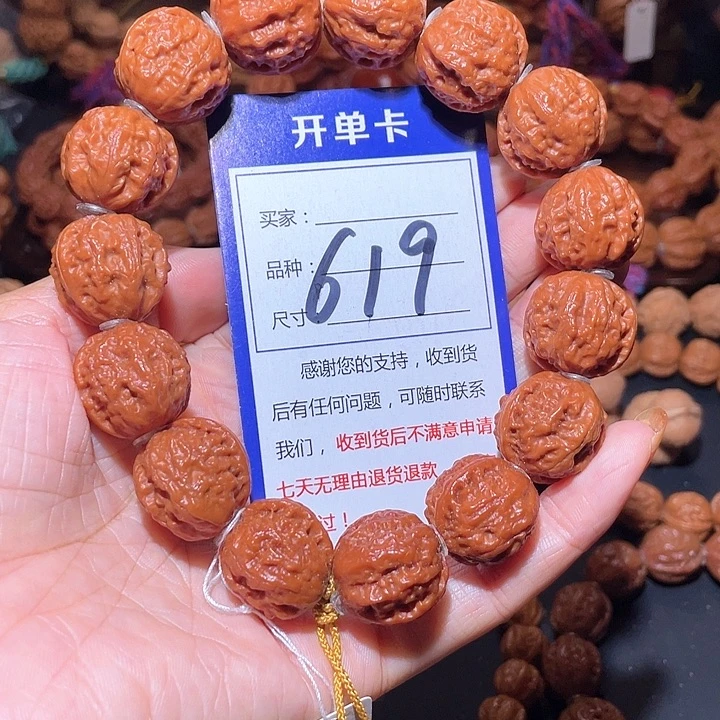 开单卡
买家：
品种：
619
尺寸
感谢您的支持，收到货
后有任何问题，可随时联系
我们，收到货后不满意申请
七天无理由退货退款
过！